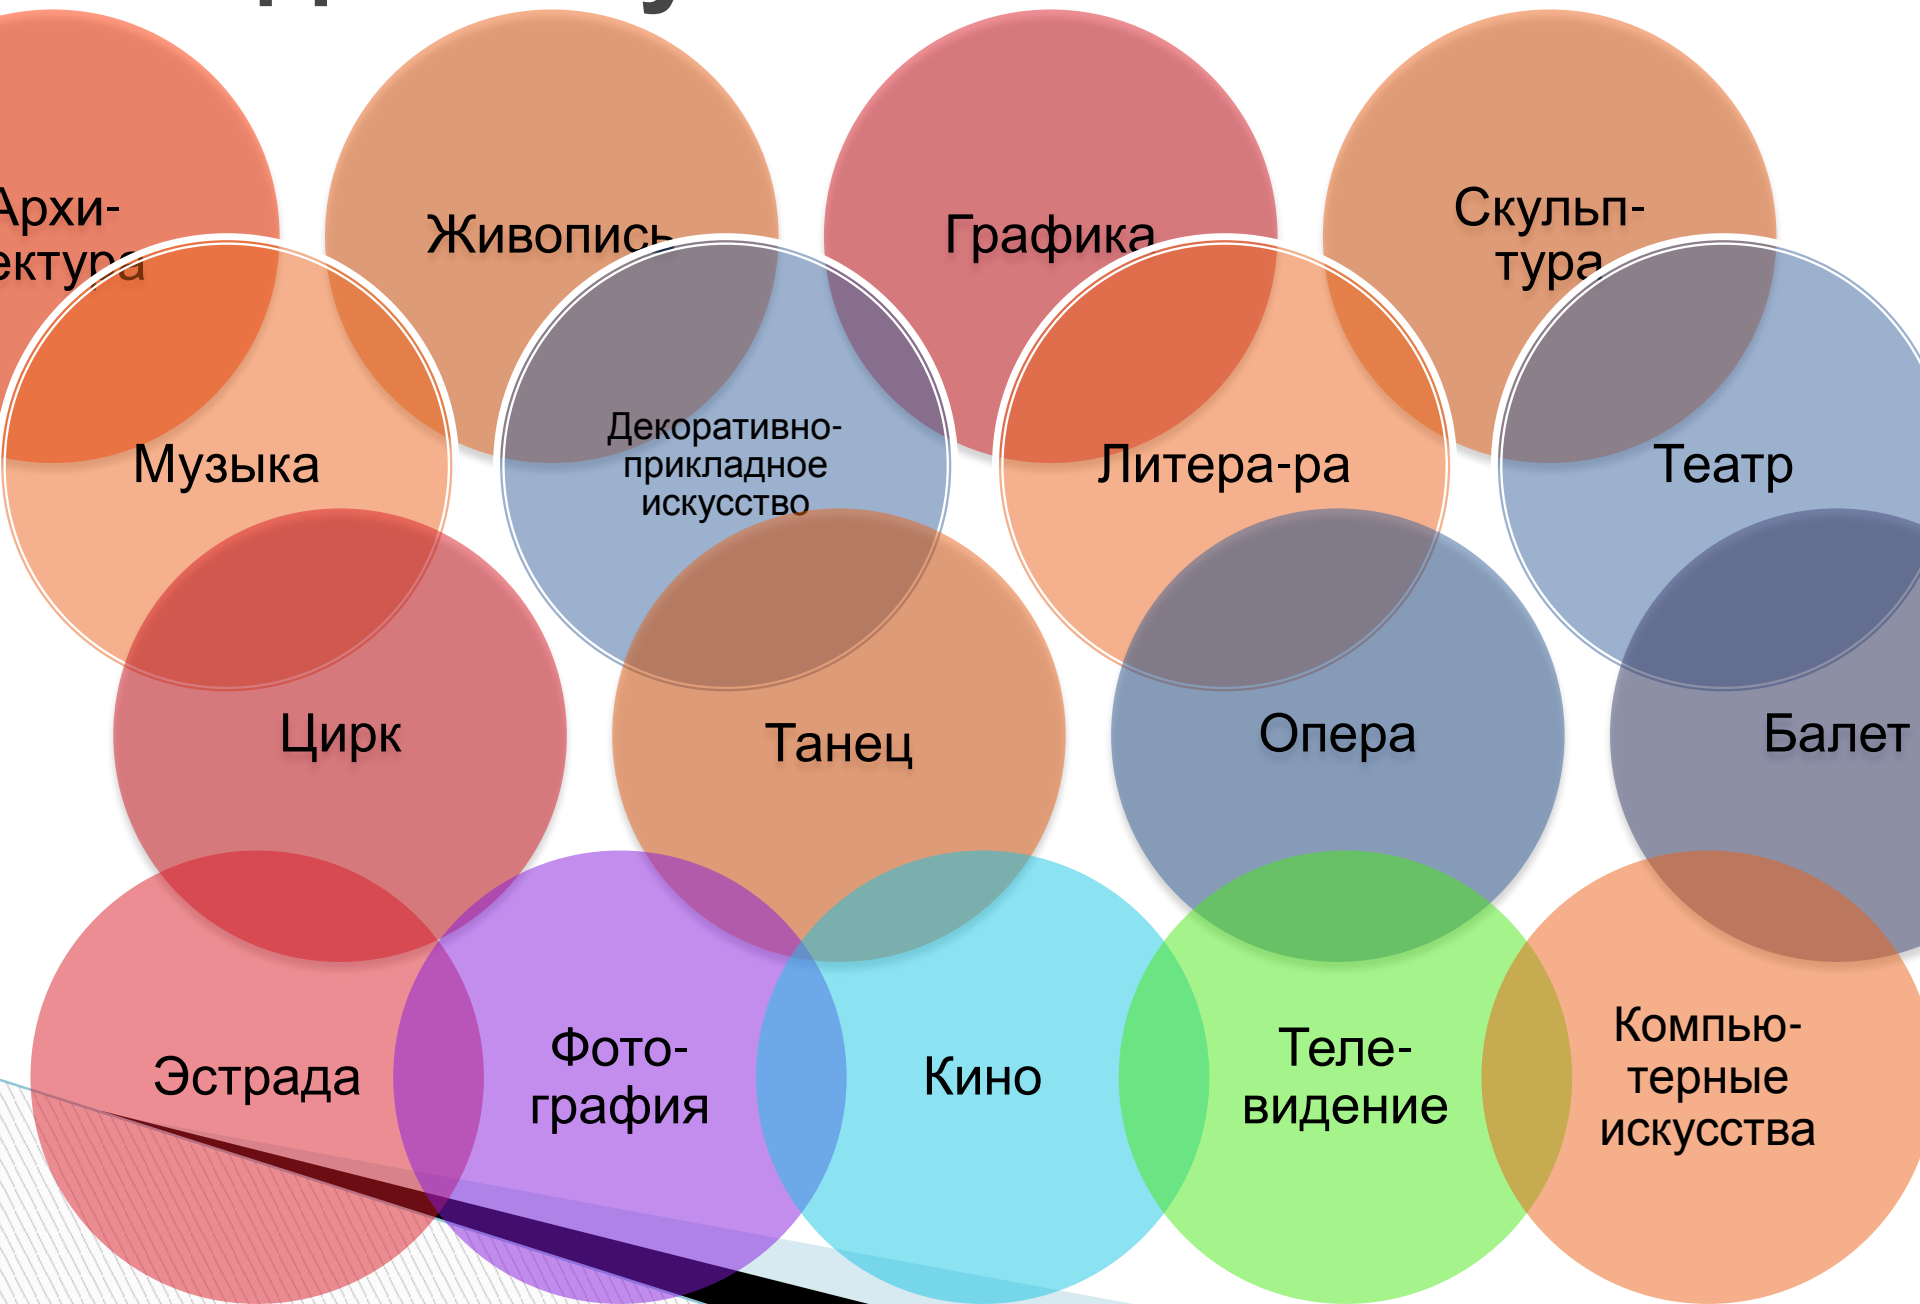 Архи-
ектура
Живопись
Графика
Скульп-
тура
Музыка
Декоративно-
прикладное
искусство
Литера-ра
Театр
Цирк
Танец
Опера
Балет
Эстрада
Фото-
графия
Кино
Теле-
видение
Компью-
терные
искусства